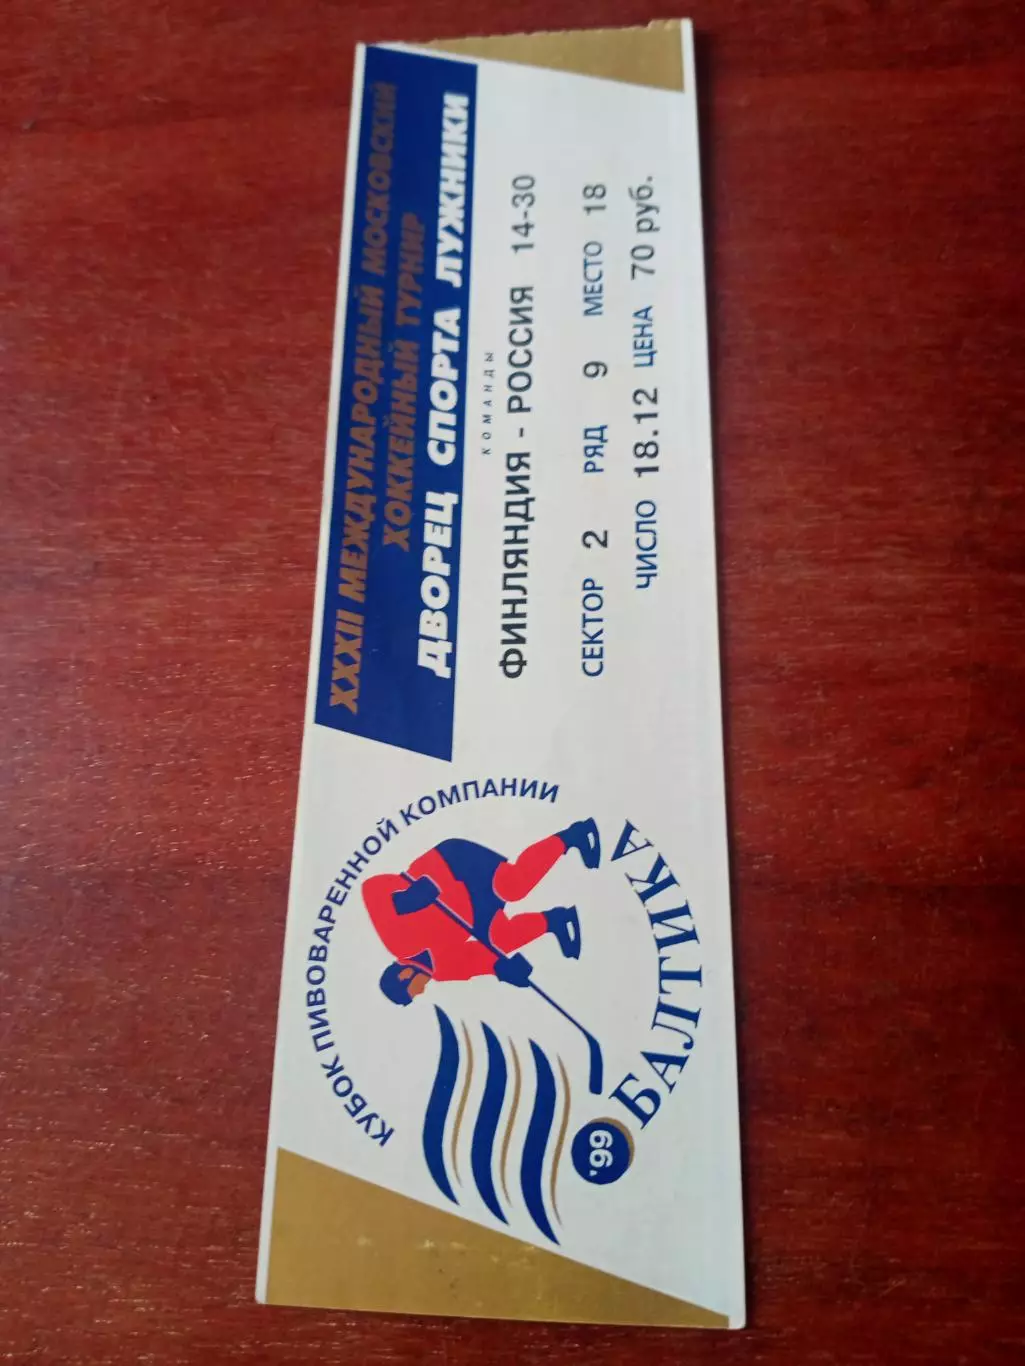 КУБОК ПИВОВАРЕННОЙ КОМПАНИИ
'99
БАЛТИКА
XXXII МЕЖДУНАРОДНЫЙ МОСКОВСКИЙ
ХОККЕЙНЫЙ ТУРНИР
ДВОРЕЦ СПОРТА ЛУЖНИКИ
КОМАНДЫ
ФИНЛЯНДИЯ - РОССИЯ 14-30
СЕКТОР 2 РЯД 9 МЕСТО 18
ЧИСЛО 18.12 ЦЕНА 70 руб.